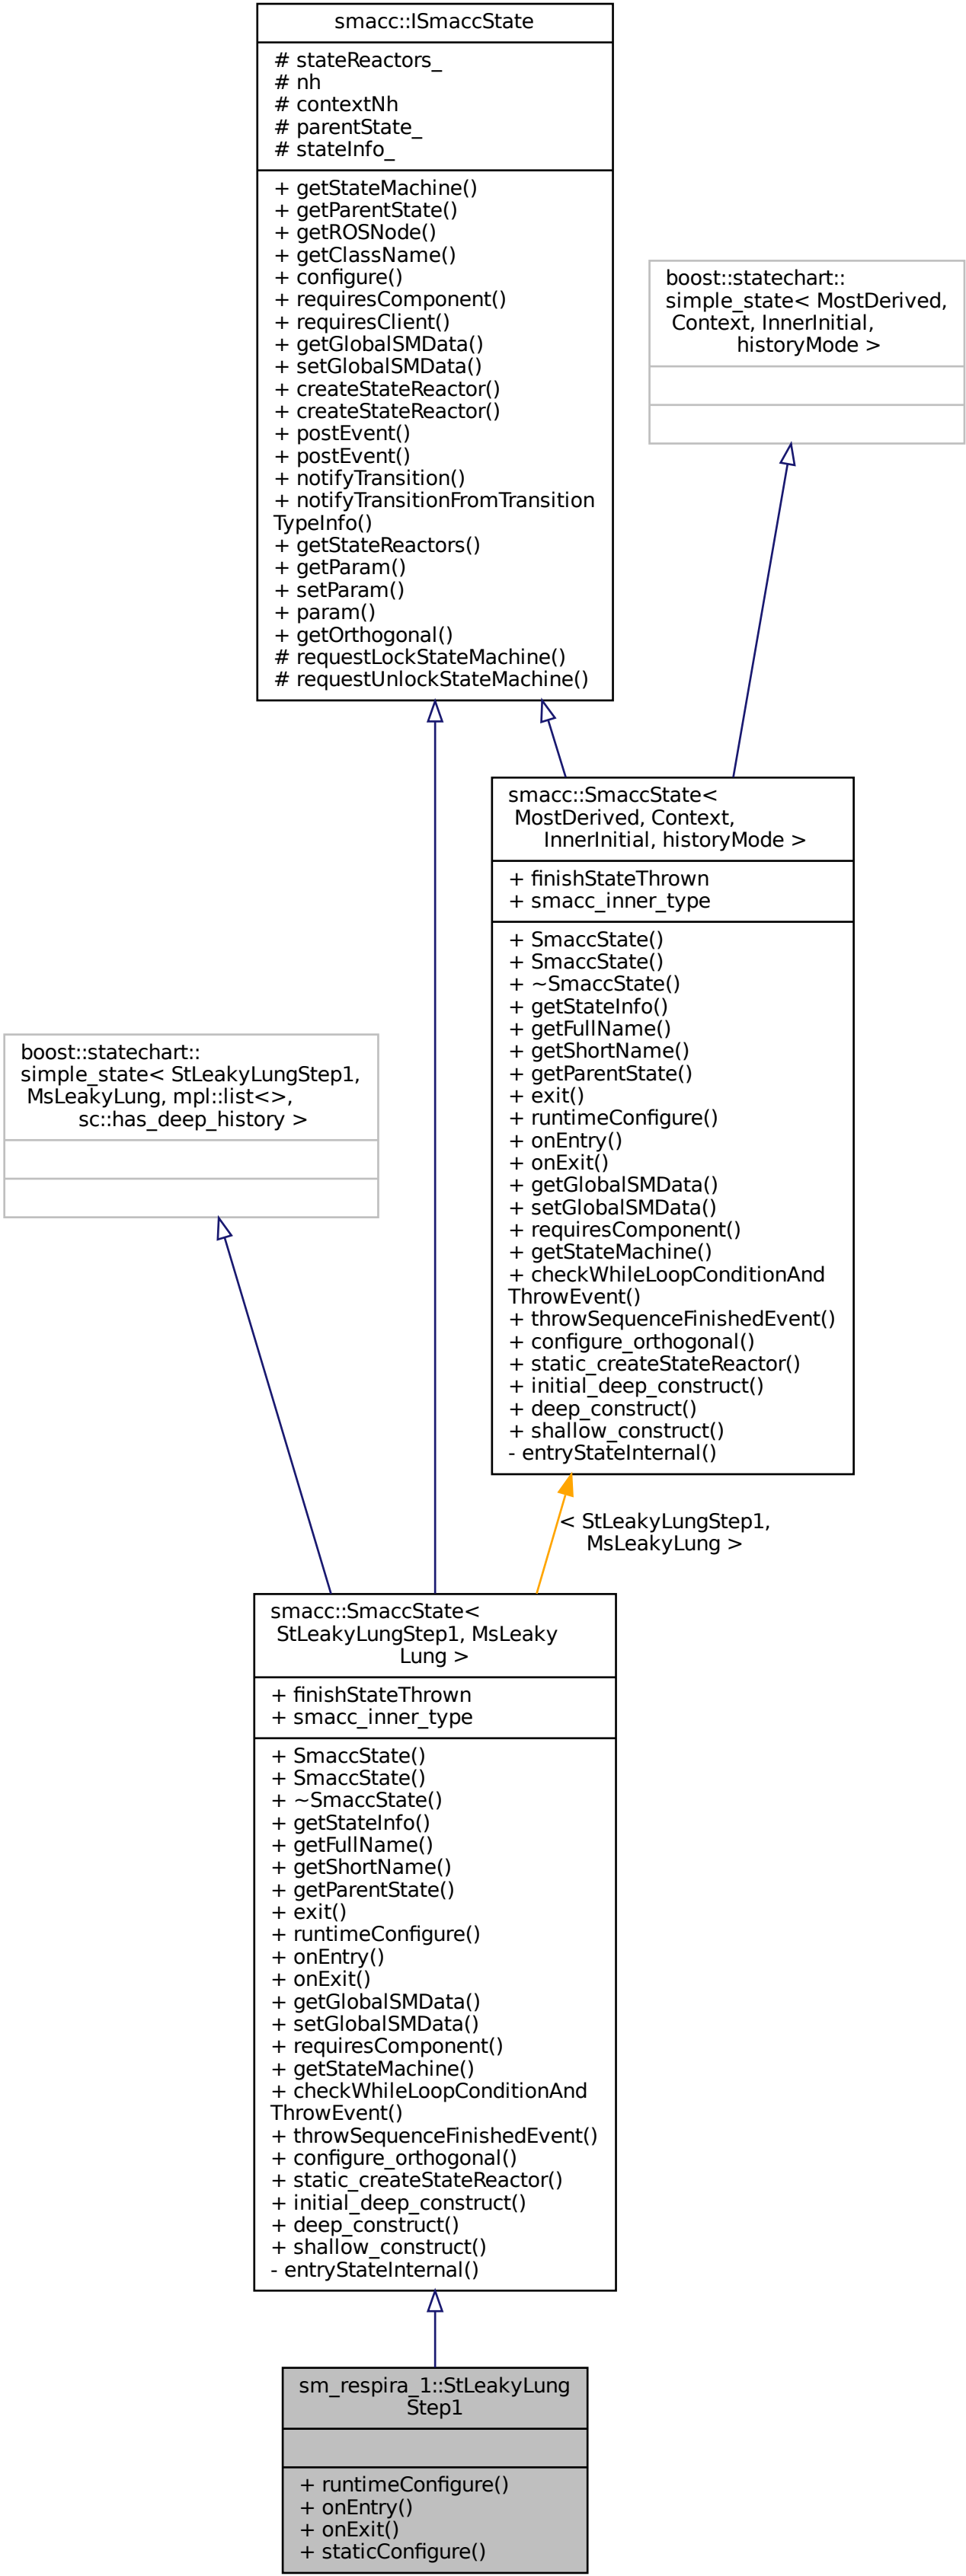 smacc::ISmaccState
# stateReactors_
# nh
# contextNh
# parentState_
# stateInfo_
+ getStateMachine()
+ getParentState()
+ getROSNode()
+ getClassName()
+ configure()
+ requiresComponent()
+ requiresClient()
+ getGlobalSMData()
+ setGlobalSMData()
+ createStateReactor()
+ createStateReactor()
+ postEvent()
+ postEvent()
+ notifyTransition()
+ notifyTransitionFromTransition
TypeInfo()
+ getStateReactors()
+ getParam()
+ setParam()
+ param()
+ getOrthogonal()
# requestLockStateMachine()
# requestUnlockStateMachine()
boost::statechart::
simple_state< MostDerived,
Context, InnerInitial,
historyMode >
smacc::SmaccState<
MostDerived, Context,
InnerInitial, historyMode >
+ finishStateThrown
+ smacc_inner_type
+ SmaccState()
+ SmaccState()
+ ~SmaccState()
+ getStateInfo()
+ getFullName()
+ getShortName()
+ getParentState()
+ exit()
+ runtimeConfigure()
+ onEntry()
+ onExit()
+ getGlobalSMData()
+ setGlobalSMData()
+ requiresComponent()
+ getStateMachine()
+ checkWhileLoopConditionAnd
ThrowEvent()
+ throwSequenceFinishedEvent()
+ configure_orthogonal()
+ static_createStateReactor()
+ initial_deep_construct()
+ deep_construct()
+ shallow_construct()
- entryStateInternal()
boost::statechart::
simple_state< StLeakyLungStep1,
MsLeakyLung, mpl::list<>,
sc::has_deep_history >
< StLeakyLungStep1,
MsLeakyLung >
smacc::SmaccState<
StLeakyLungStep1, MsLeaky
Lung >
+ finishStateThrown
+ smacc_inner_type
+ SmaccState()
+ SmaccState()
+ ~SmaccState()
+ getStateInfo()
+ getFullName()
+ getShortName()
+ getParentState()
+ exit()
+ runtimeConfigure()
+ onEntry()
+ onExit()
+ getGlobalSMData()
+ setGlobalSMData()
+ requiresComponent()
+ getStateMachine()
+ checkWhileLoopConditionAnd
ThrowEvent()
+ throwSequenceFinishedEvent()
+ configure_orthogonal()
+ static_createStateReactor()
+ initial_deep_construct()
+ deep_construct()
+ shallow_construct()
- entryStateInternal()
sm_respira_1::StLeakyLung
Step1
+ runtimeConfigure()
+ onEntry()
+ onExit()
+ staticConfigure()